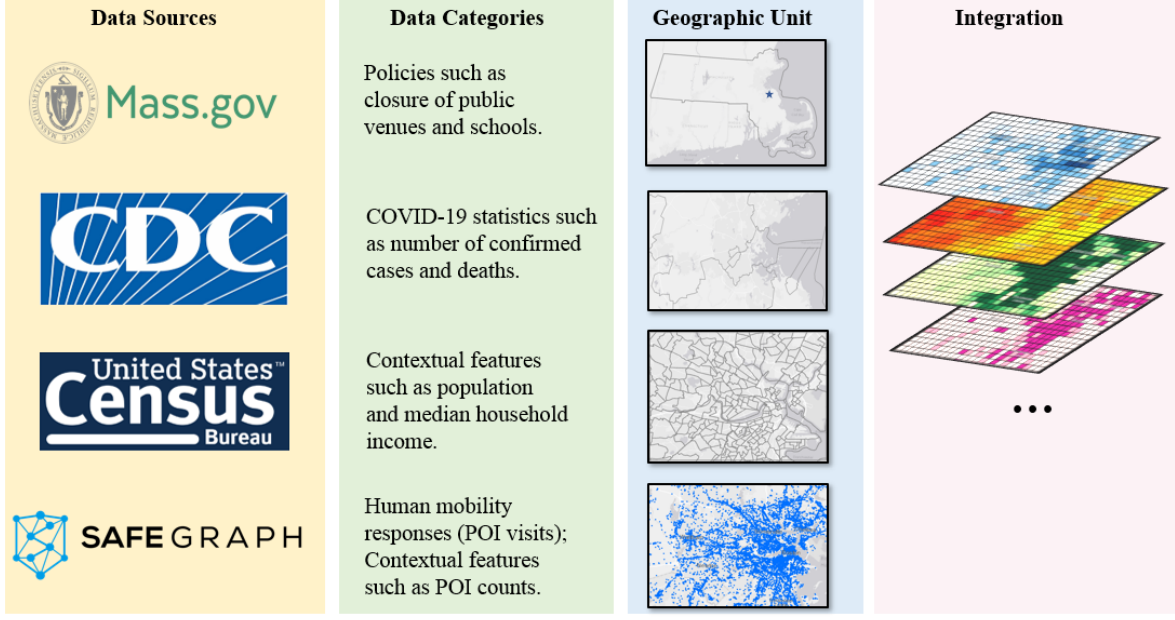 Data Sources
Data Categories
Geographic Unit
Integration
Mass.gov
Policies such as
closure of public
venues and schools.
CDC
COVID-19 statistics such
as number of confirmed
cases and deaths.
United States™
Census
Bureau
Contextual features
such as population
and median household
income.
SAFEGRAPH
Human mobility
responses (POI visits);
Contextual features
such as POI counts.
...